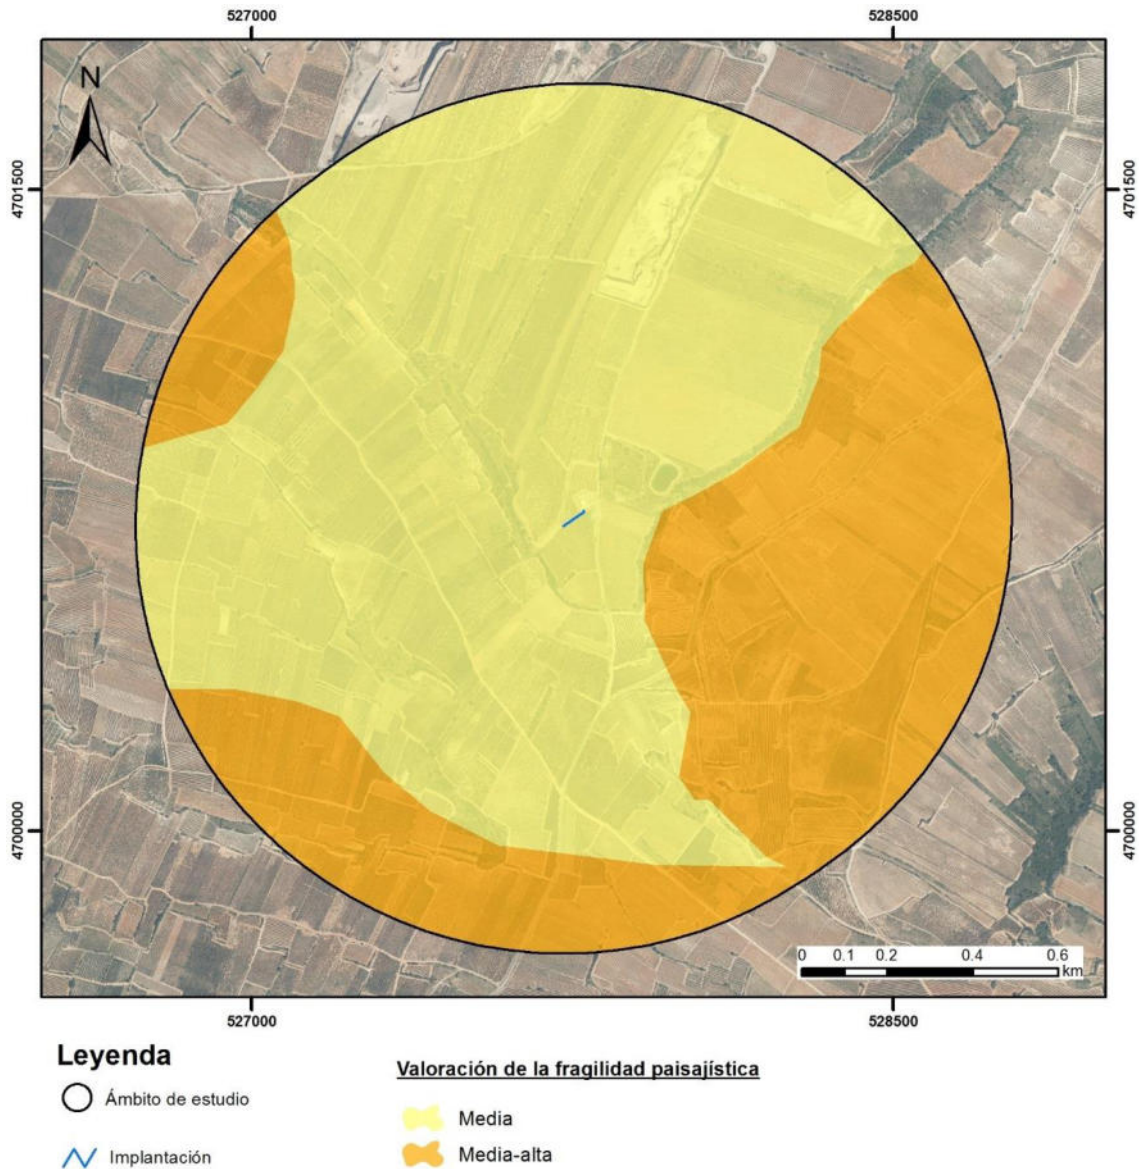 527000
528500
N
4701500
4701500
4700000
4700000
0 0.1 0.2 0.4 0.6
km
527000
528500
Leyenda
Valoración de la fragilidad paisajística
Ámbito de estudio
Media
Implantación
Media-alta